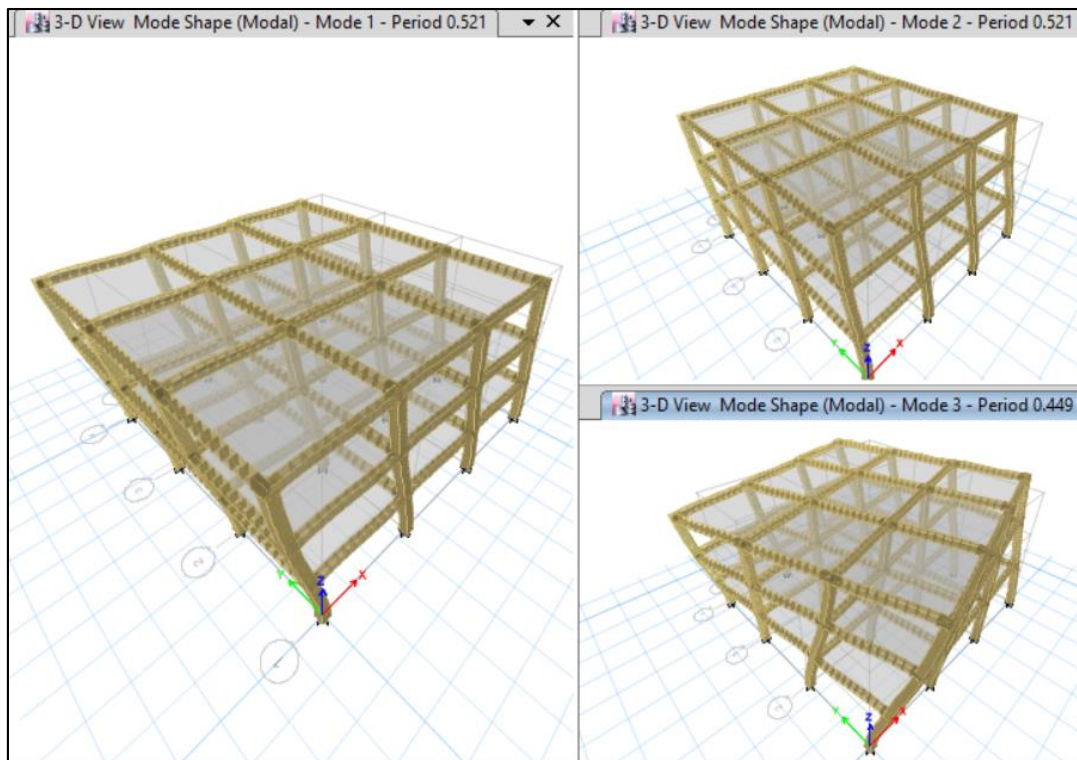 3-D View Mode Shape (Modal) - Mode 1 - Period 0.521
3-D View Mode Shape (Modal) - Mode 2 - Period 0.521
3-D View Mode Shape (Modal) - Mode 3 - Period 0.449
Y
Z
X
Y
Z
X
Y
Z
X